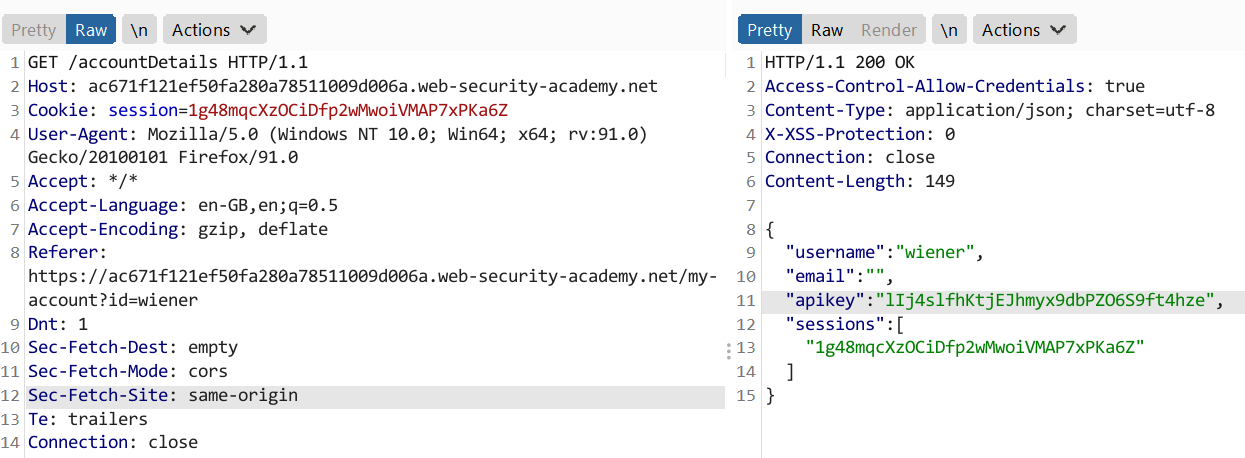 Pretty Raw \n Actions
1 GET /accountDetails HTTP/1.1
2 Host: ac671f121ef50fa280a78511009d006a.web-security-academy.net
3 Cookie: session=1g48mqcXzOCiDfp2wMwoiVMAP7xPKa6Z
4 User-Agent: Mozilla/5.0 (Windows NT 10.0; Win64; x64; rv:91.0)
Gecko/20100101 Firefox/91.0
5 Accept: */*
6 Accept-Language: en-GB,en;q=0.5
7 Accept-Encoding: gzip, deflate
8 Referer:
https://ac671f121ef50fa280a78511009d006a.web-security-academy.net/my-
account?id=wiener
9 Dnt: 1
10 Sec-Fetch-Dest: empty
11 Sec-Fetch-Mode: cors
12 Sec-Fetch-Site: same-origin
13 Te: trailers
14 Connection: close
Pretty Raw Render \n Actions
1 HTTP/1.1 200 OK
2 Access-Control-Allow-Credentials: true
3 Content-Type: application/json; charset=utf-8
4 X-XSS-Protection: 0
5 Connection: close
6 Content-Length: 149
7
8 {
9 "username":"wiener",
10 "email":"",
11 "apikey":"lIj4slfhKtjEJhmyx9dbPZO6S9ft4hze",
12 "sessions":[
13 "1g48mqcXzOCiDfp2wMwoiVMAP7xPKa6Z"
14 ]
15 }